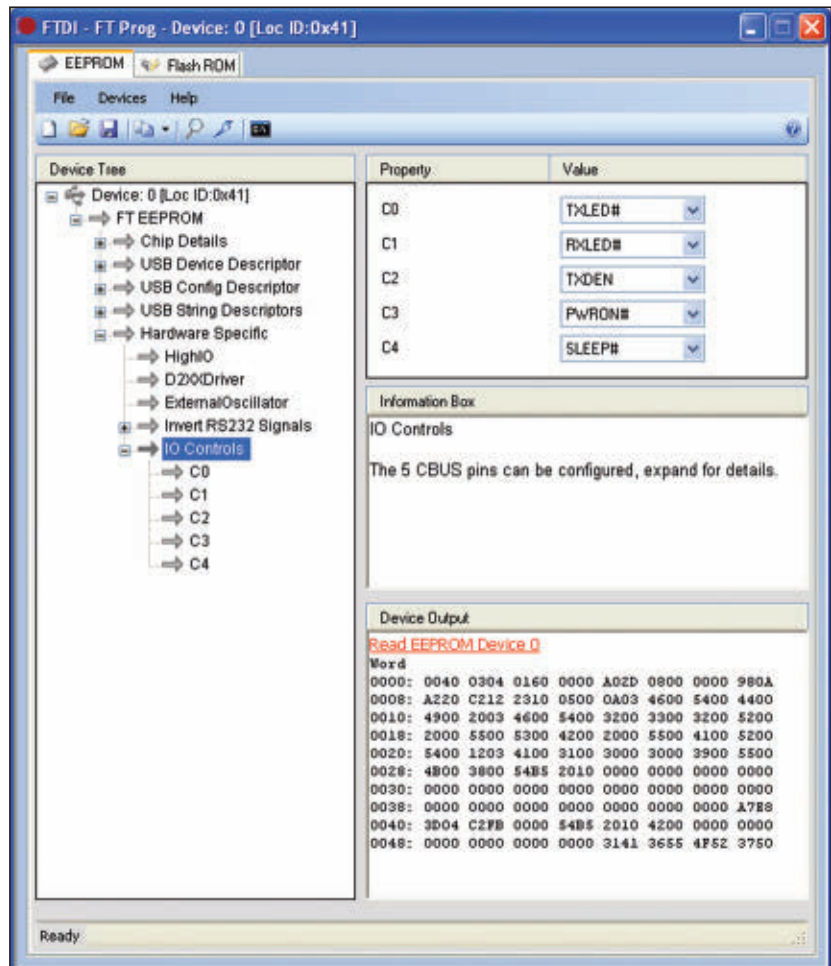 FTDI - FT Prog - Device: 0 [Loc ID:0x41]
EEPROM Flash ROM
File Devices Help
Device Tree
Device: 0 [Loc ID:0x41]
FT EEPROM
Chip Details
USB Device Descriptor
USB Config Descriptor
USB String Descriptors
Hardware Specific
HighIO
D2XXDriver
ExternalOscillator
Invert RS232 Signals
IO Controls
C0
C1
C2
C3
C4
Property Value
C0 TXLED#
C1 RXLED#
C2 TXDEN
C3 PWRON#
C4 SLEEP#
Information Box
IO Controls
The 5 CBUS pins can be configured, expand for details.
Device Output
Read EEPROM Device 0
Word
0000: 0040 0304 0160 0000 A02D 0800 0000 980A
0008: A220 C212 2310 0500 0A03 4600 5400 4400
0010: 4900 2003 4600 5400 3200 3300 3200 5200
0018: 2000 5500 5300 4200 2000 5500 4100 5200
0020: 5400 1203 4100 3100 3000 3000 3900 5500
0028: 4B00 3800 54B5 2010 0000 0000 0000 0000
0030: 0000 0000 0000 0000 0000 0000 0000 0000
0038: 0000 0000 0000 0000 0000 0000 0000 A7E8
0040: 3D04 C2FB 0000 54B5 2010 4200 0000 0000
0048: 0000 0000 0000 0000 3141 3655 4F52 3750
Ready